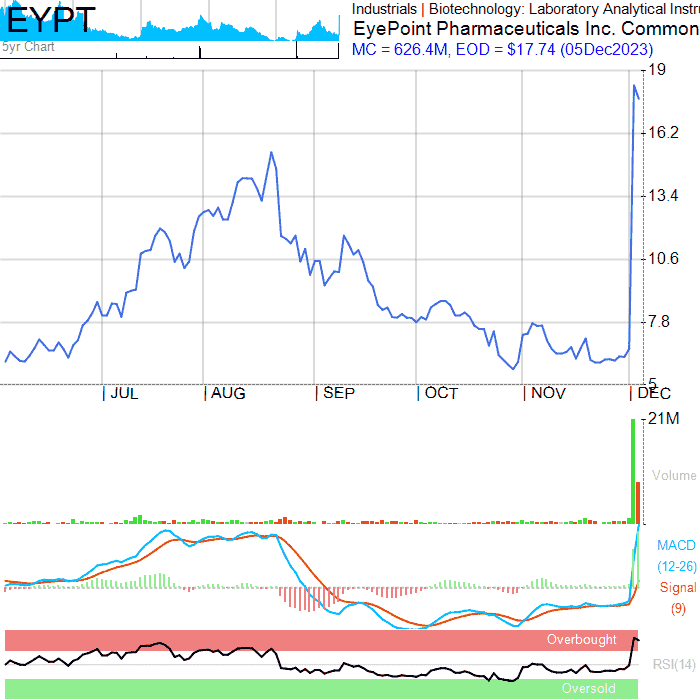 EYPT
5yr Chart
Industrials | Biotechnology: Laboratory Analytical Instru
EyePoint Pharmaceuticals Inc. Common
MC = 626.4M, EOD = $17.74 (05Dec2023)
19
16.2
13.4
10.6
7.8
5
| JUL | AUG | SEP | OCT | NOV | DEC
21M
Volume
MACD
(12-26)
Signal
(9)
Overbought
RSI(14)
Oversold